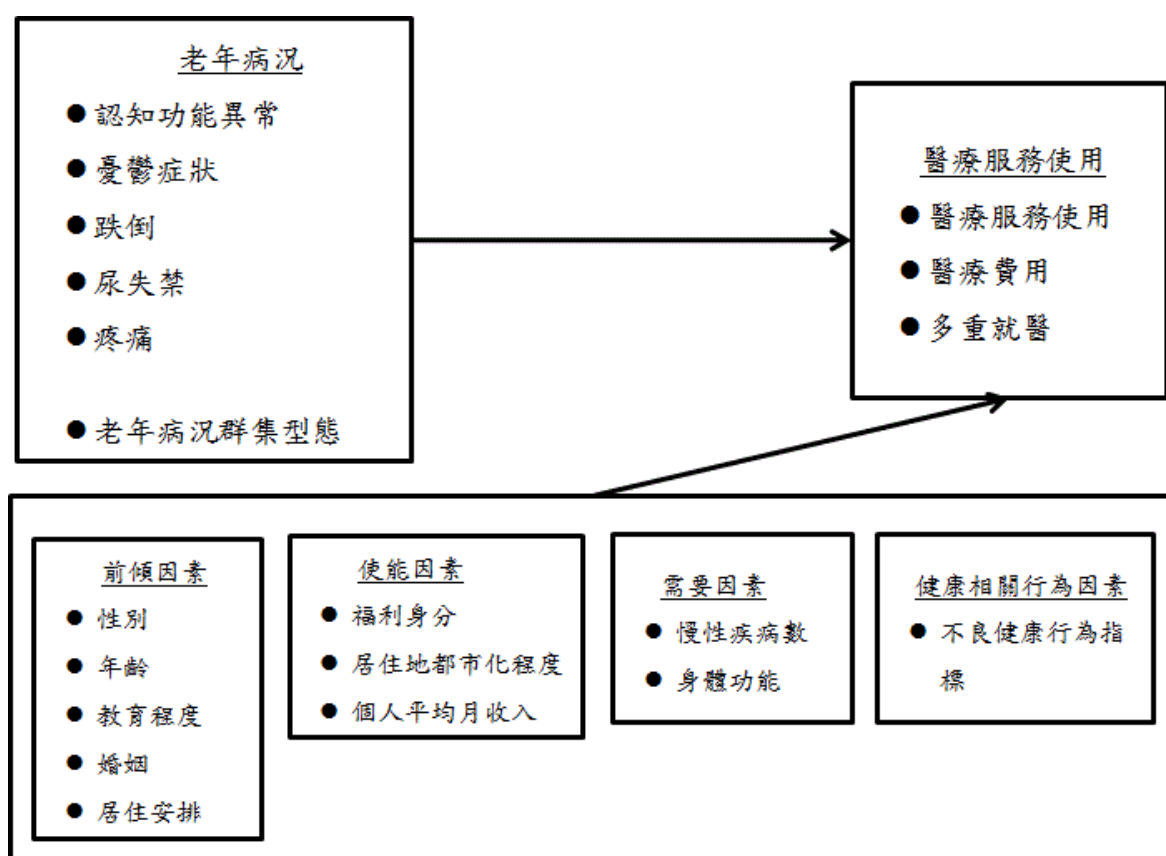 老年病況
● 認知功能異常
● 憂鬱症狀
● 跌倒
● 尿失禁
● 疼痛
● 老年病況群集型態
醫療服務使用
● 醫療服務使用
● 醫療費用
● 多重就醫
前傾因素
● 性別
● 年齡
● 教育程度
● 婚姻
● 居住安排
使能因素
● 福利身分
● 居住地都市化程度
● 個人平均月收入
需要因素
● 慢性疾病數
● 身體功能
健康相關行為因素
● 不良健康行為指
標